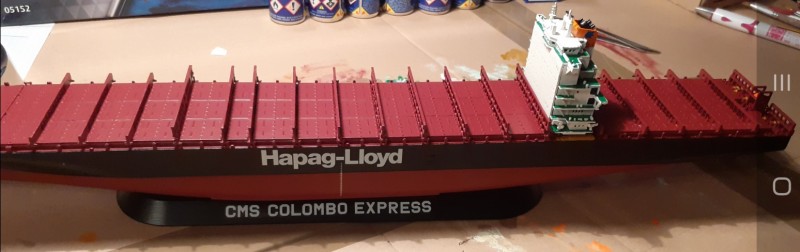 05152
Hapag-Lloyd
CMS COLOMBO EXPRESS